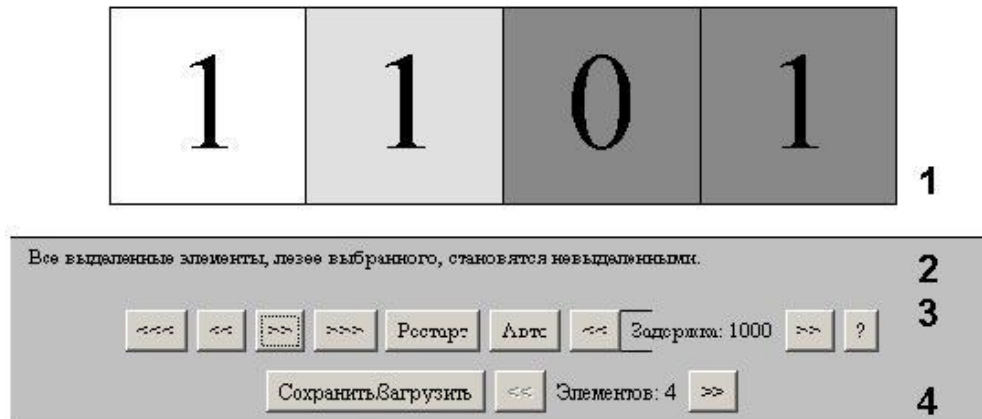 1 1 0 1
1
Все выделенные элементы, левее выбранного, становятся невыделенными.
2
<<< << >> >>> Рестарт Авто << Задержка: 1000 >> ?
3
Сохранить/Загрузить << Элементов: 4 >>
4